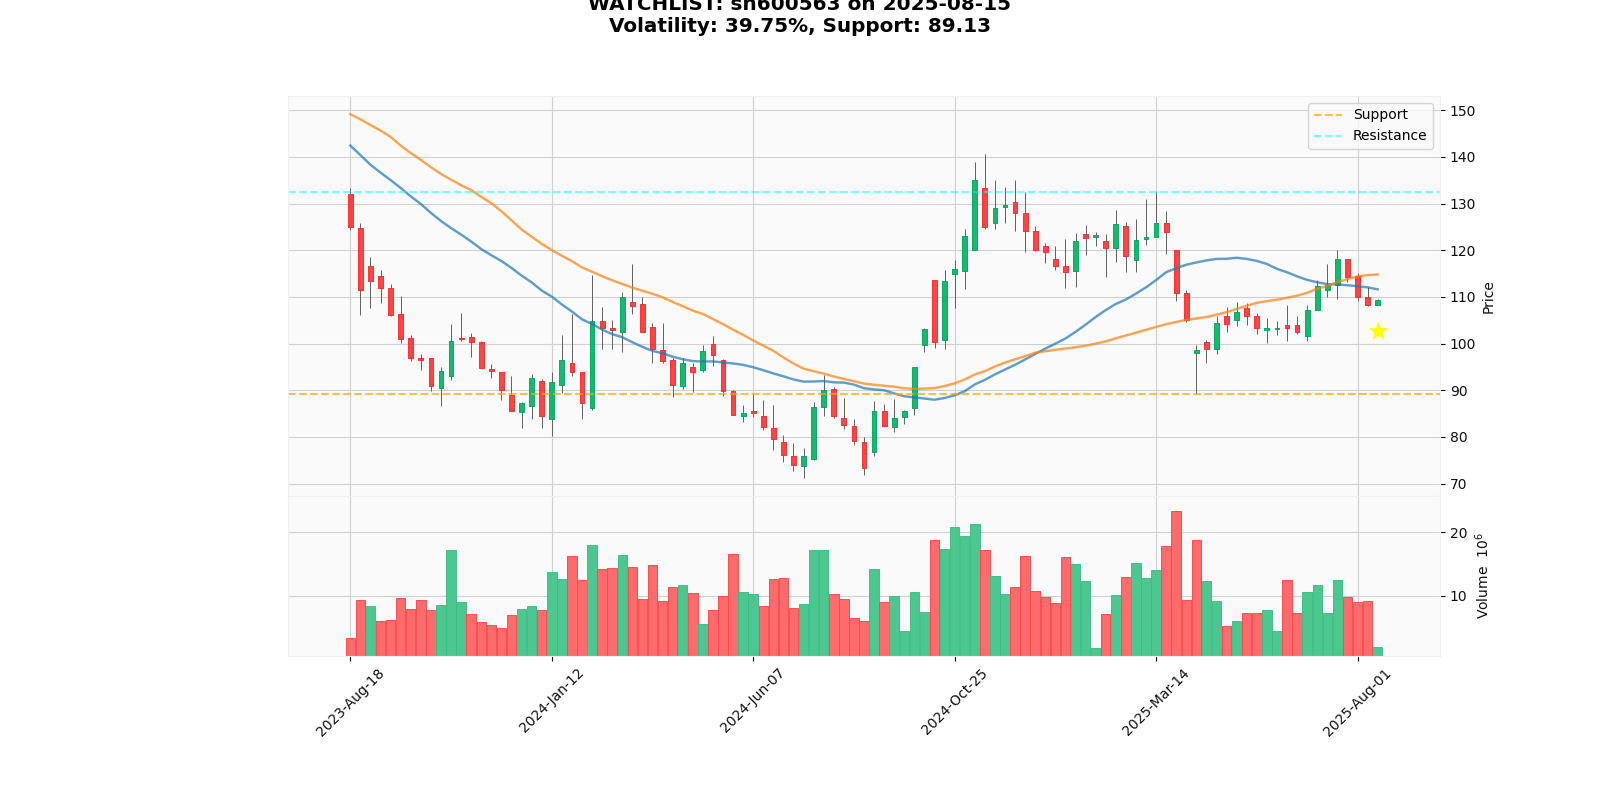 WATCHLIST: sh600563 on 2025-08-15
Volatility: 39.75%, Support: 89.13
Support
Resistance
150
140
130
120
110
100
90
80
70
Price
20
10
Volume 10^6
2023-Aug-18
2024-Jan-12
2024-Jun-07
2024-Oct-25
2025-Mar-14
2025-Aug-01